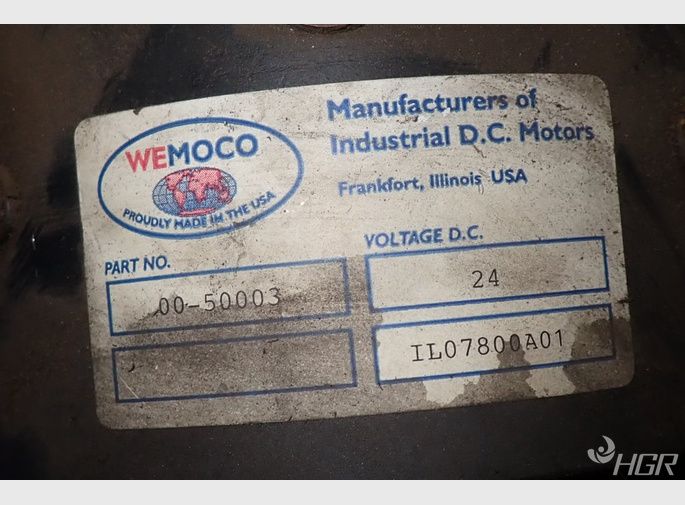 WEMOCO
PROUDLY MADE IN THE USA
Manufacturers of
Industrial D.C. Motors
Frankfort, Illinois USA
PART NO.
00-50003
VOLTAGE D.C.
24
IL07800A01
HGR